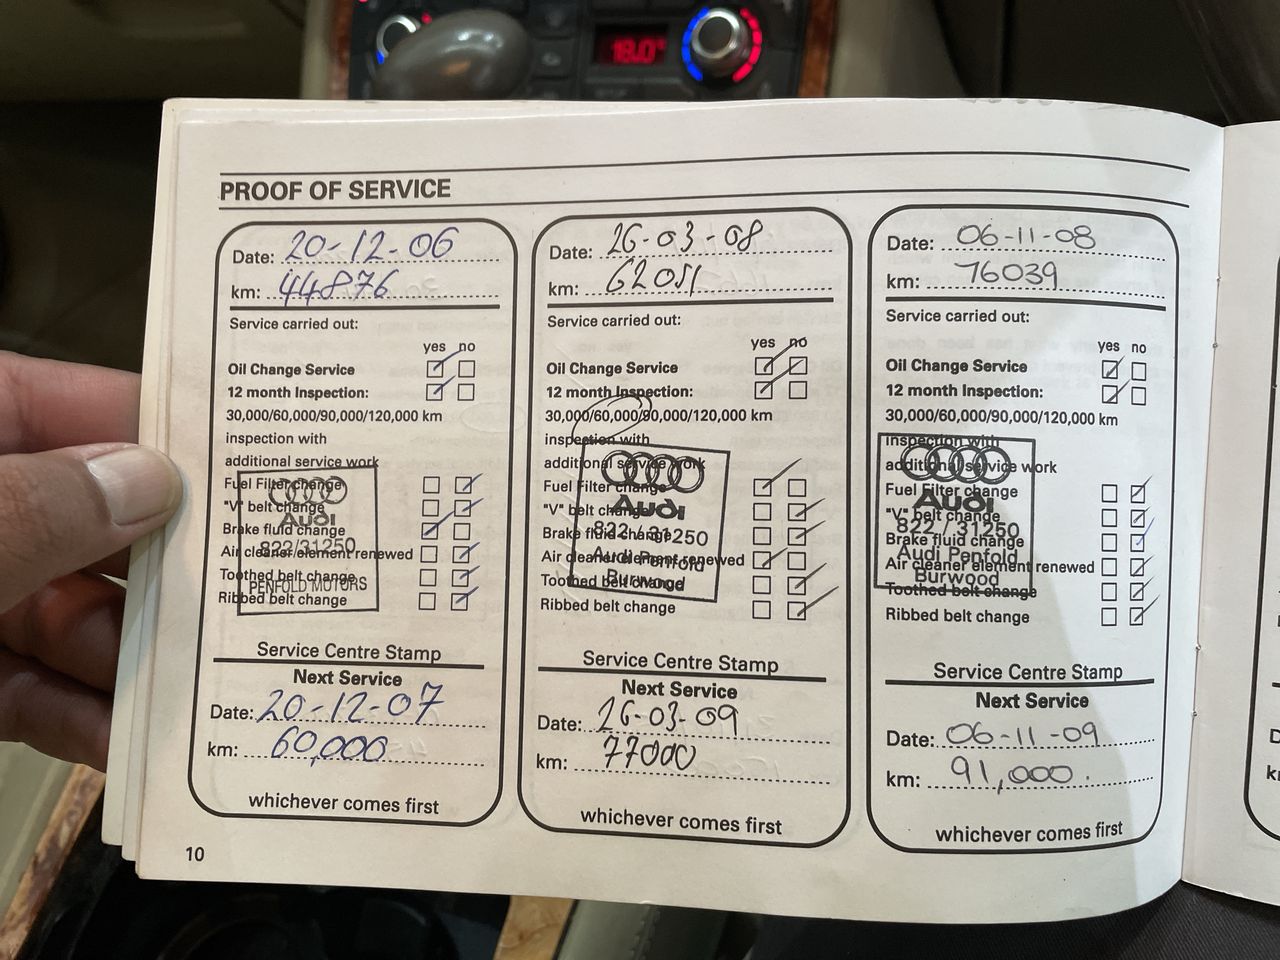 18.0°
PROOF OF SERVICE
Date: 20-12-06
km: 44876
Service carried out:
yes no
Oil Change Service
12 month Inspection:
30,000/60,000/90,000/120,000 km
inspection with
additional service work
Fuel Filter change
"V" belt change
Brake fluid change
Air cleaner element renewed
Toothed belt change
Ribbed belt change
Audi
822/31250
PENFOLD MOTORS
Service Centre Stamp
Next Service
Date: 20-12-07
km: 60,000
whichever comes first
Date: 26-03-08
km: 62051
Service carried out:
yes no
Oil Change Service
12 month Inspection:
30,000/60,000/90,000/120,000 km
inspection with
additional service work
Fuel Filter change
"V" belt change
Brake fluid change
Air cleaner element renewed
Toothed belt change
Ribbed belt change
Audi
822/31250
Audi Penfold
Burwood
Service Centre Stamp
Next Service
Date: 26-03-09
km: 77000
whichever comes first
Date: 06-11-08
km: 76039
Service carried out:
yes no
Oil Change Service
12 month Inspection:
30,000/60,000/90,000/120,000 km
inspection with
additional service work
Fuel Filter change
"V" belt change
Brake fluid change
Air cleaner element renewed
Toothed belt change
Ribbed belt change
Audi
822/31250
Audi Penfold
Burwood
Service Centre Stamp
Next Service
Date: 06-11-09
km: 91,000.
whichever comes first
10